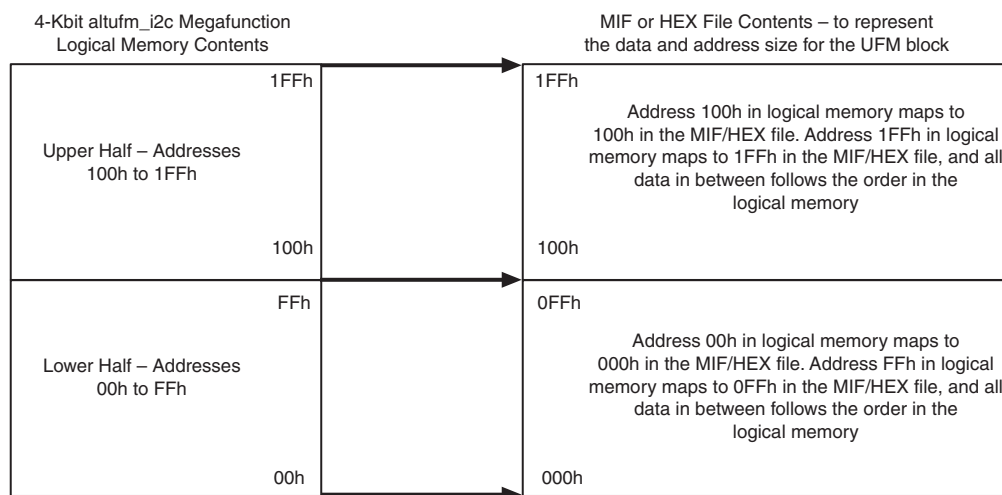 4-Kbit altufm_i2c Megafunction
Logical Memory Contents
MIF or HEX File Contents – to represent
the data and address size for the UFM block
1FFh
Upper Half – Addresses
100h to 1FFh
100h
1FFh
Address 100h in logical memory maps to
100h in the MIF/HEX file. Address 1FFh in logical
memory maps to 1FFh in the MIF/HEX file, and all
data in between follows the order in the
logical memory
100h
FFh
Lower Half – Addresses
00h to FFh
00h
0FFh
Address 00h in logical memory maps to
000h in the MIF/HEX file. Address FFh in logical
memory maps to 0FFh in the MIF/HEX file, and all
data in between follows the order in the
logical memory
000h